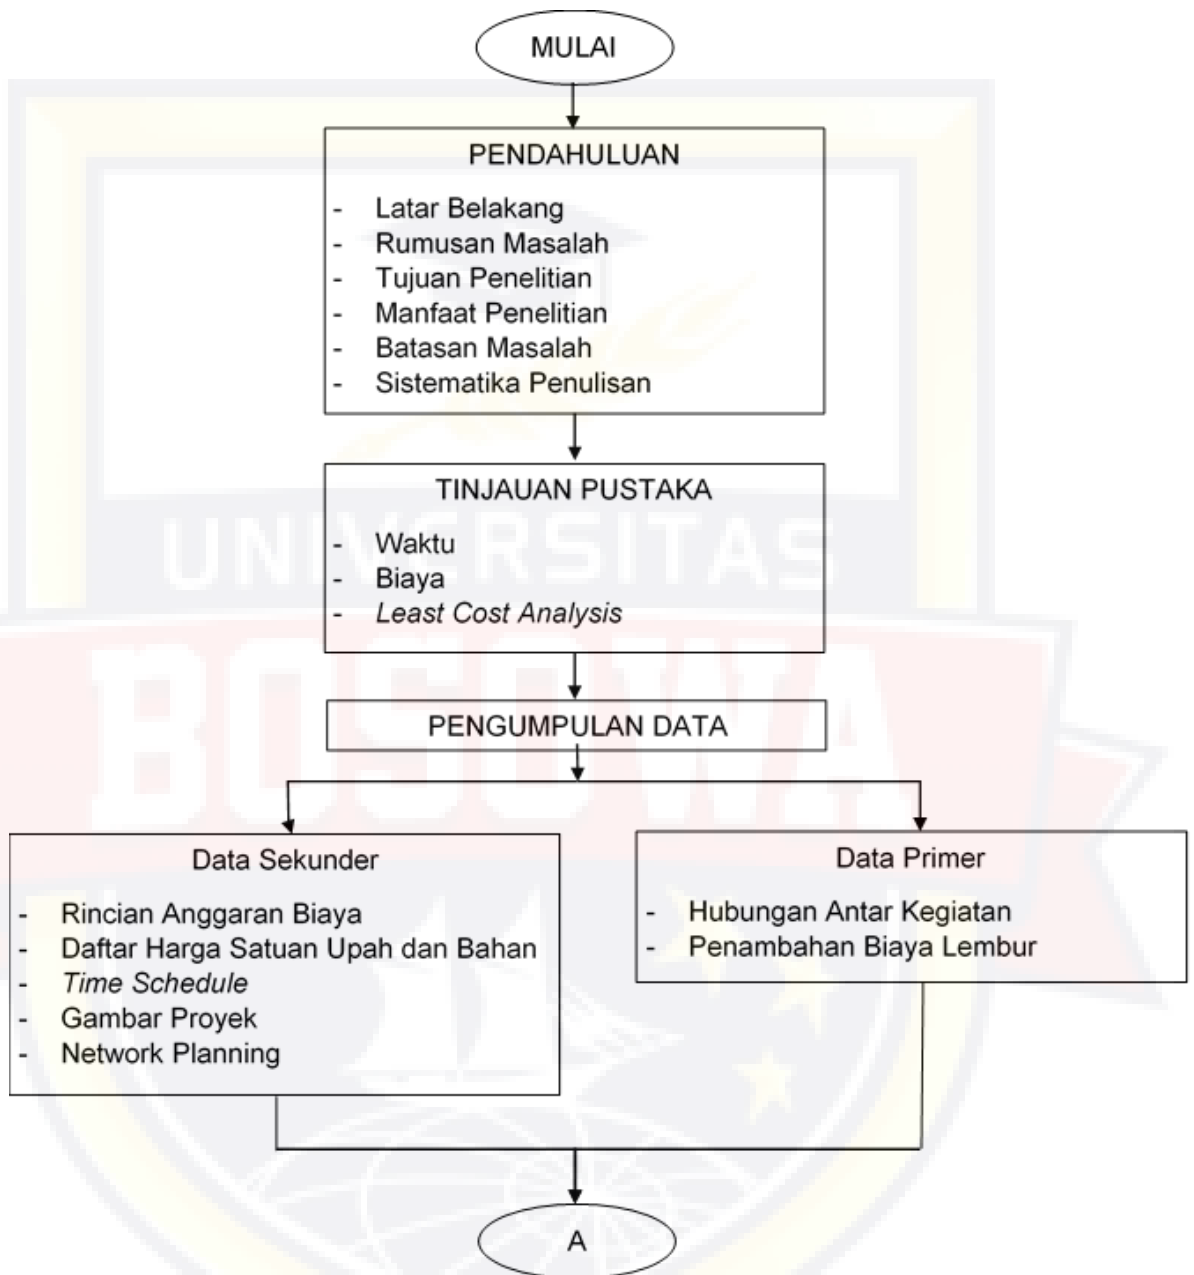 MULAI
PENDAHULUAN
- Latar Belakang
- Rumusan Masalah
- Tujuan Penelitian
- Manfaat Penelitian
- Batasan Masalah
- Sistematika Penulisan
TINJAUAN PUSTAKA
- Waktu
- Biaya
- Least Cost Analysis
UNIVERSITAS
BOSOWA
PENGUMPULAN DATA
Data Sekunder
- Rincian Anggaran Biaya
- Daftar Harga Satuan Upah dan Bahan
- Time Schedule
- Gambar Proyek
- Network Planning
Data Primer
- Hubungan Antar Kegiatan
- Penambahan Biaya Lembur
A